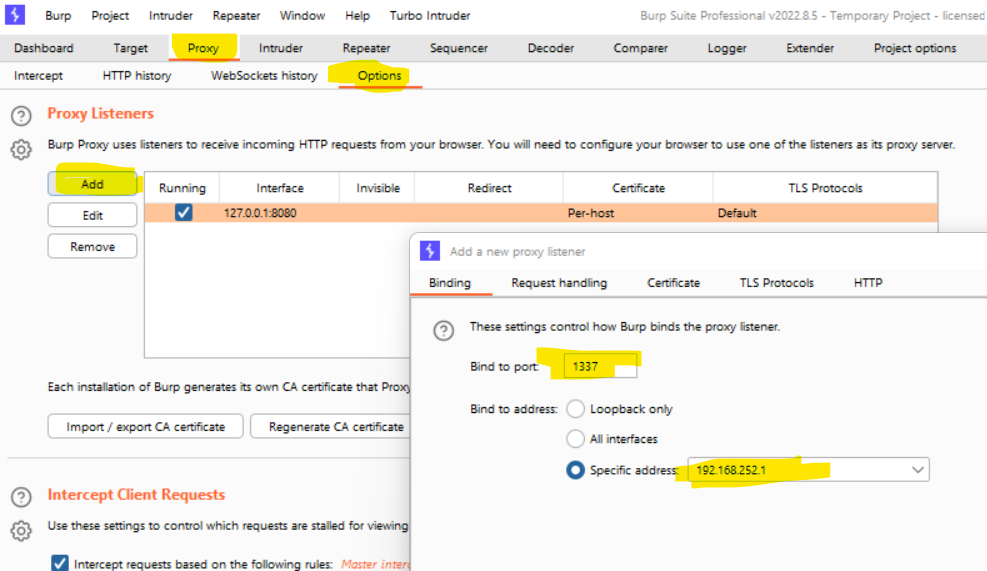 Burp Project Intruder Repeater Window Help Turbo Intruder Burp Suite Professional v2022.8.5 - Temporary Project - licensed
Dashboard Target Proxy Intruder Repeater Sequencer Decoder Comparer Logger Extender Project options
Intercept HTTP history WebSockets history Options
Proxy Listeners
Burp Proxy uses listeners to receive incoming HTTP requests from your browser. You will need to configure your browser to use one of the listeners as its proxy server.
Add Running Interface Invisible Redirect Certificate TLS Protocols
Edit 127.0.0.1:8080 Per-host Default
Remove
Add a new proxy listener
Binding Request handling Certificate TLS Protocols HTTP
These settings control how Burp binds the proxy listener.
Bind to port: 1337
Bind to address: Loopback only
All interfaces
Specific address: 192.168.252.1
Each installation of Burp generates its own CA certificate that Proxy
Import / export CA certificate Regenerate CA certificate
Intercept Client Requests
Use these settings to control which requests are stalled for viewing
Intercept requests based on the following rules: Master